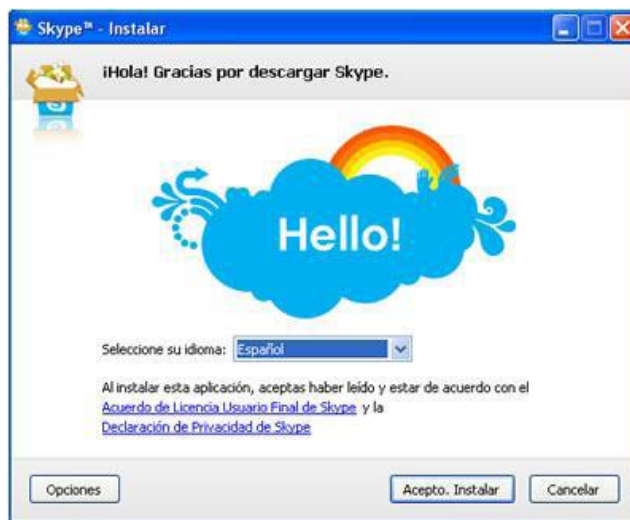 Skype™ - Instalar
¡Hola! Gracias por descargar Skype.
Hello!
Seleccione su idioma: Español
Al instalar esta aplicación, aceptas haber leído y estar de acuerdo con el
Acuerdo de Licencia Usuario Final de Skype y la
Declaración de Privacidad de Skype
Opciones Acepto. Instalar Cancelar